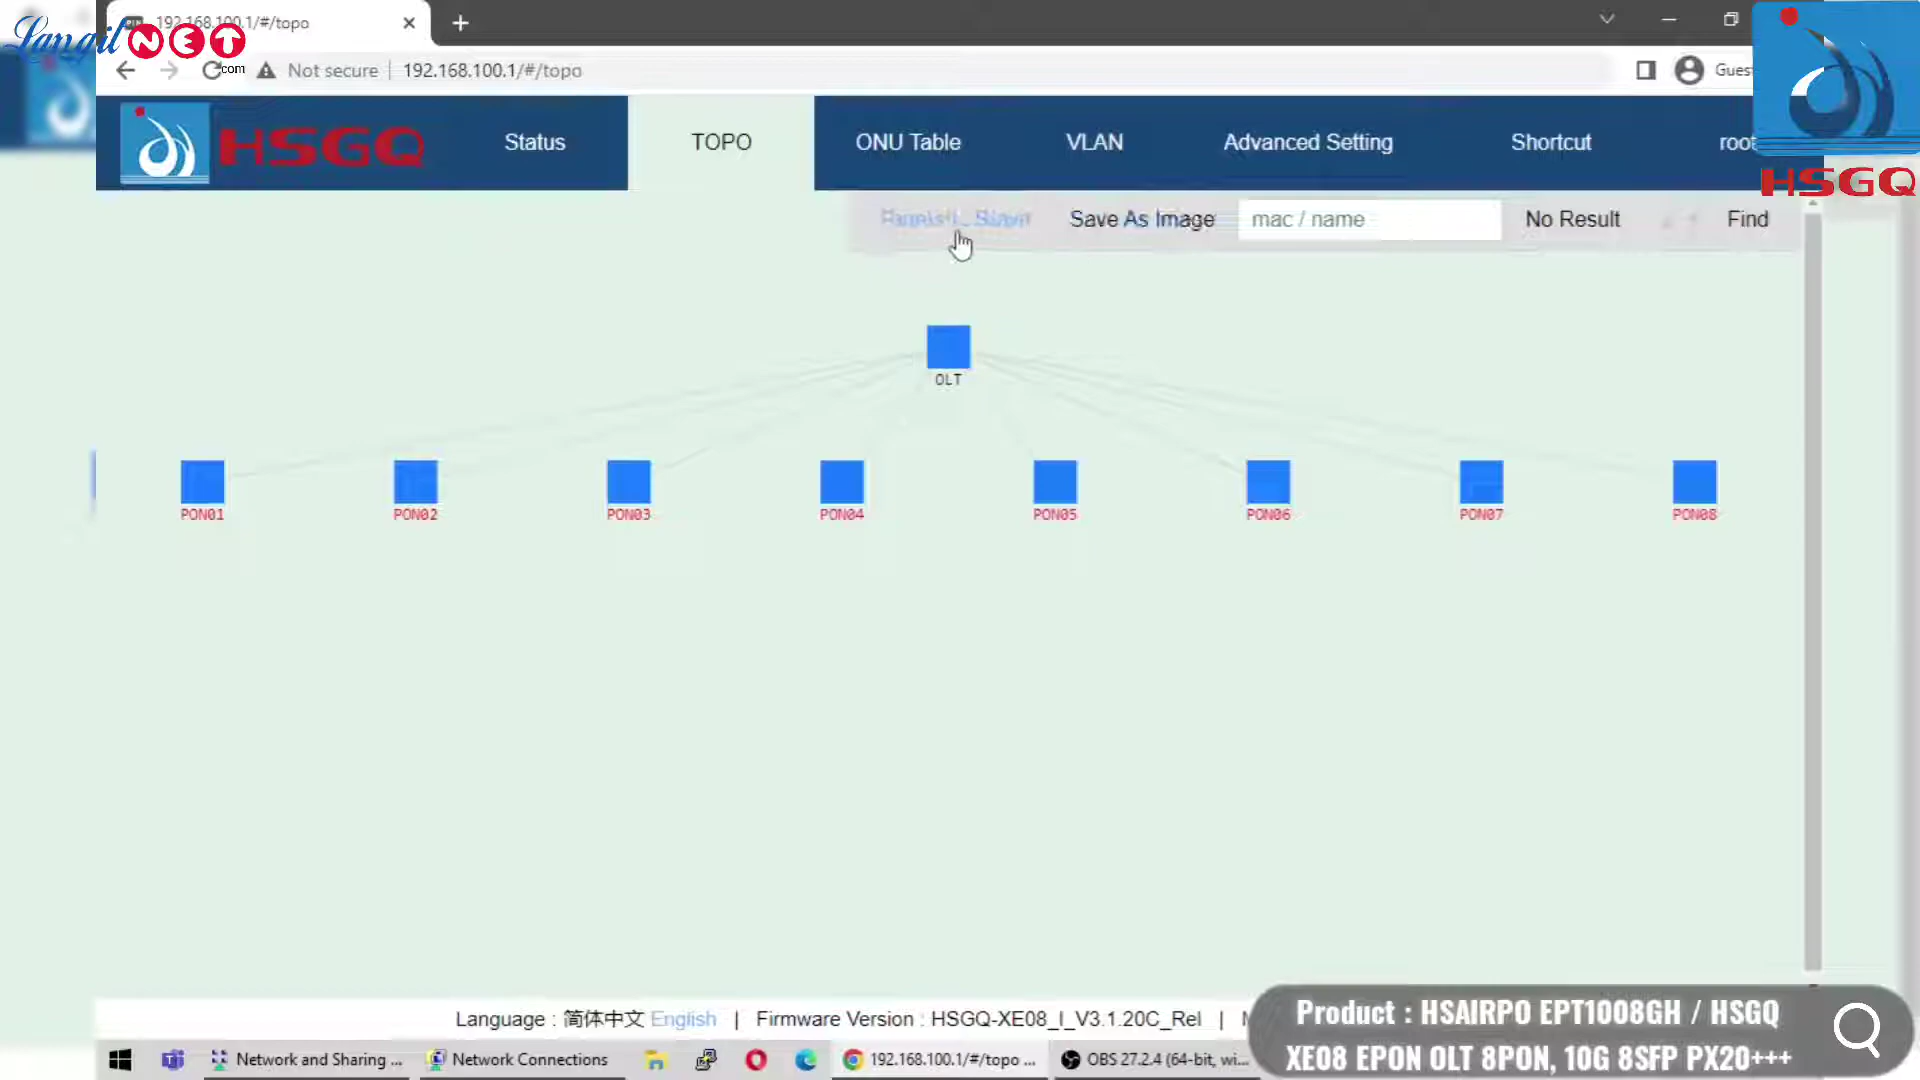 192.168.100.1/#/topo
LangitNET
.com
Not secure | 192.168.100.1/#/topo
Guest
HSGQ
Status
TOPO
ONU Table
VLAN
Advanced Setting
Shortcut
root
HSGQ
Save As Image
mac / name
No Result
Find
OLT
PON01
PON02
PON03
PON04
PON05
PON06
PON07
PON08
Language : 简体中文 English | Firmware Version : HSGQ-XE08_I_V3.1.20C_Rel |
Product : HSAIRPO EPT1008GH / HSGQ
XE08 EPON OLT 8PON, 10G 8SFP PX20+++
Network and Sharing ...
Network Connections
192.168.100.1/#/topo ...
OBS 27.2.4 (64-bit, wi...